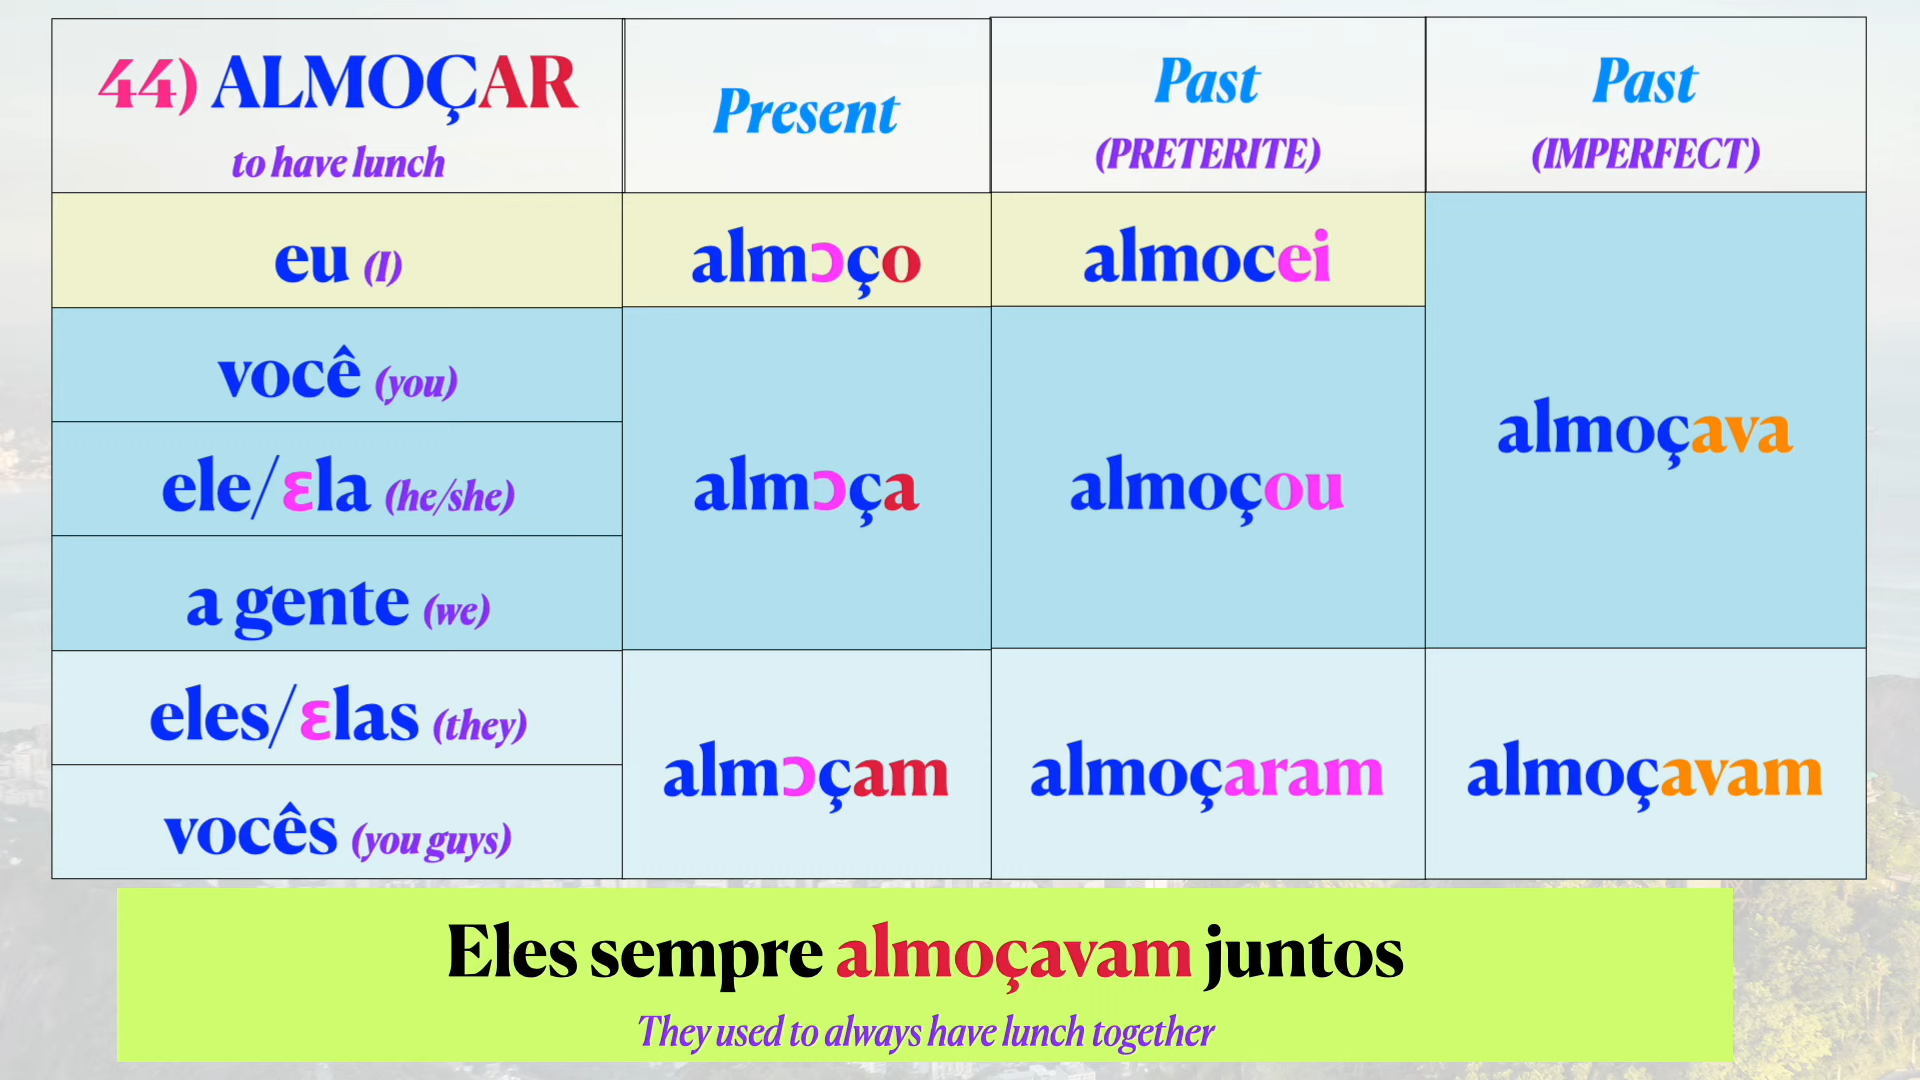 44) ALMOÇAR
to have lunch
Present
Past
(PRETERITE)
Past
(IMPERFECT)
eu (I)
almɔço
almocei
almoçava
você (you)
ele/ɛla (he/she)
almɔça
almoçou
a gente (we)
eles/ɛlas (they)
almɔçam
almoçaram
almoçavam
vocês (you guys)
Eles sempre almoçavam juntos
They used to always have lunch together